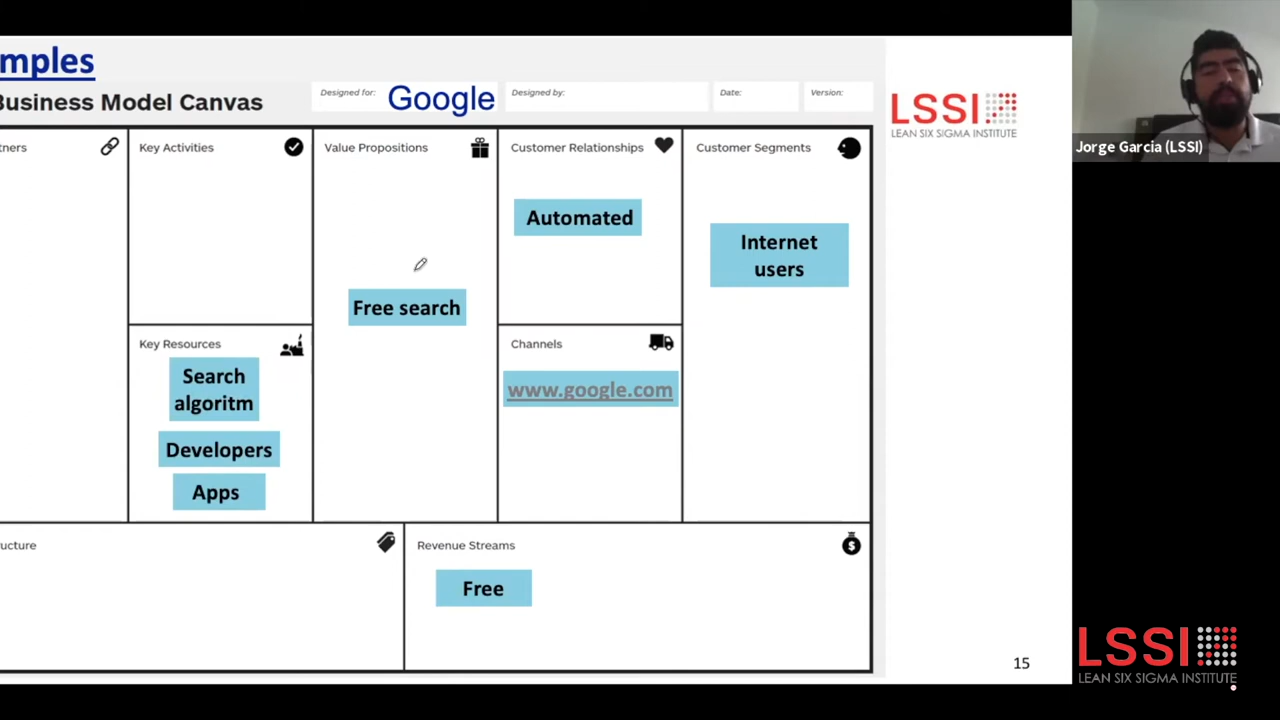 mples
Business Model Canvas
Designed for:
Google
Designed by:
Date:
Version:
LSSI
LEAN SIX SIGMA INSTITUTE
Jorge Garcia (LSSI)
tners
Key Activities
Value Propositions
Customer Relationships
Customer Segments
Automated
Internet
users
Free search
Key Resources
Search
algoritm
Developers
Apps
Channels
www.google.com
ucture
Revenue Streams
$
Free
15
LSSI
LEAN SIX SIGMA INSTITUTE